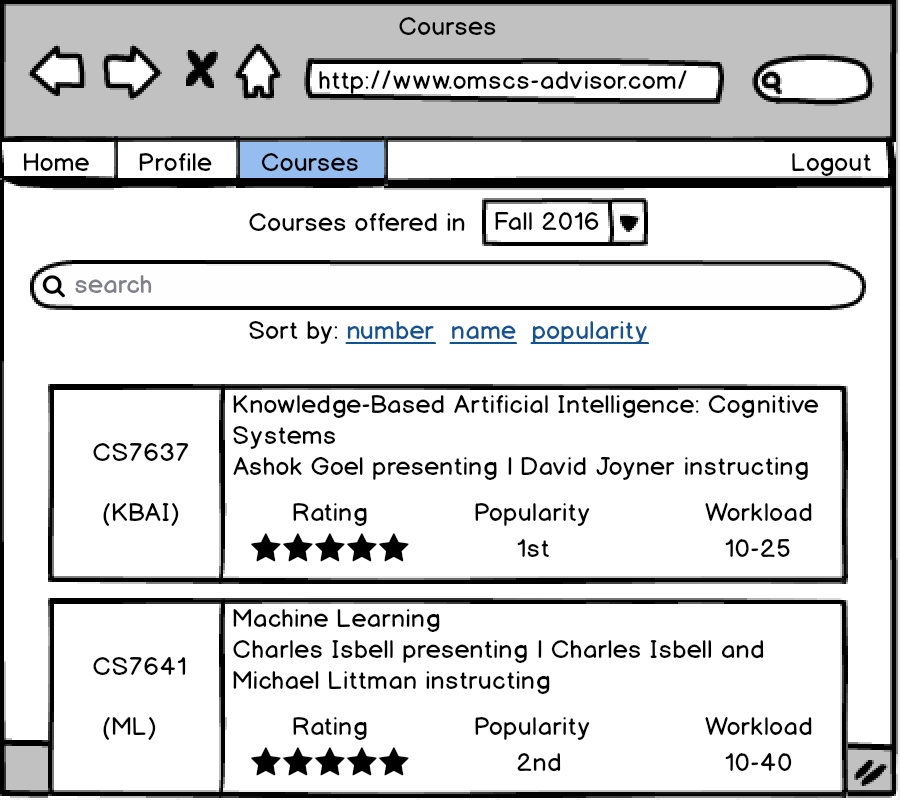 Courses
http://www.omscs-advisor.com/
Home Profile Courses Logout
Courses offered in Fall 2016
search
Sort by: number name popularity
CS7637
(KBAI)
Knowledge-Based Artificial Intelligence: Cognitive
Systems
Ashok Goel presenting | David Joyner instructing
Rating Popularity Workload
1st 10-25
CS7641
(ML)
Machine Learning
Charles Isbell presenting | Charles Isbell and
Michael Littman instructing
Rating Popularity Workload
2nd 10-40